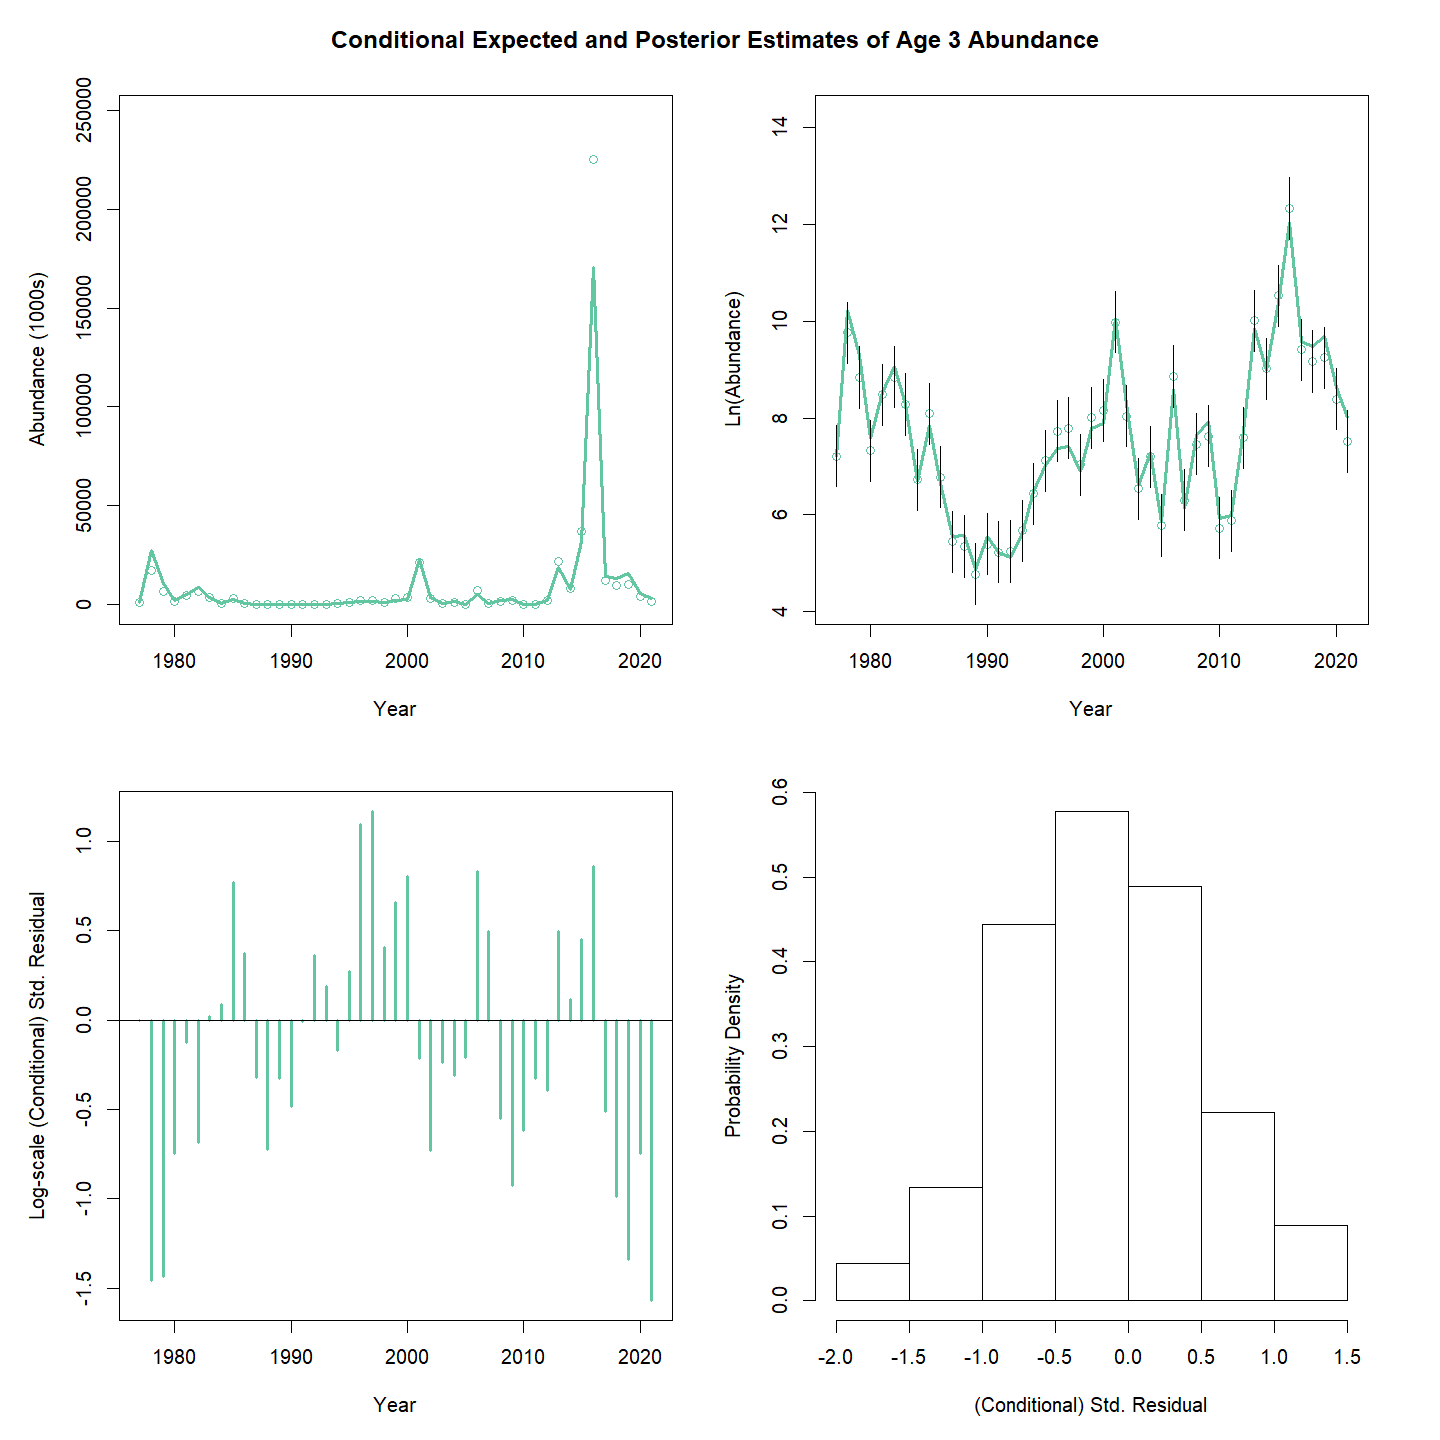 Conditional Expected and Posterior Estimates of Age 3 Abundance
Abundance (1000s)
250000
200000
150000
100000
50000
0
1980 1990 2000 2010 2020
Year
Ln(Abundance)
14
12
10
8
6
4
1980 1990 2000 2010 2020
Year
Log-scale (Conditional) Std. Residual
1.0
0.5
0.0
-0.5
-1.0
-1.5
1980 1990 2000 2010 2020
Year
Probability Density
0.6
0.5
0.4
0.3
0.2
0.1
0.0
-2.0 -1.5 -1.0 -0.5 0.0 0.5 1.0 1.5
(Conditional) Std. Residual